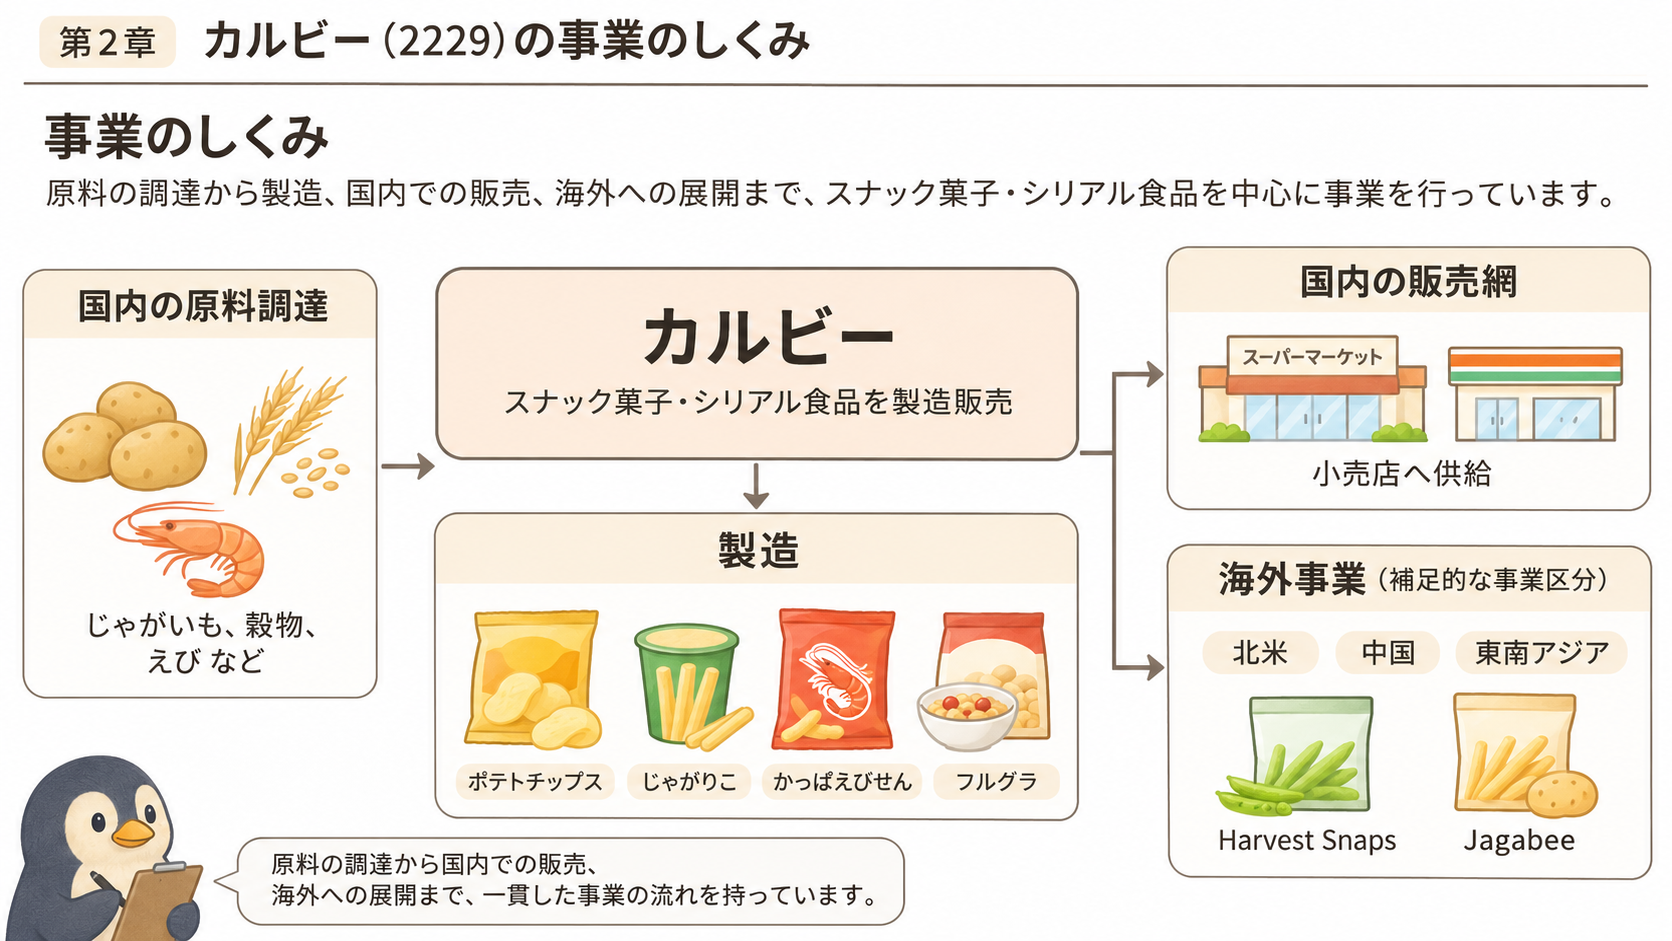 第2章 カルビー（2229）の事業のしくみ
事業のしくみ
原料の調達から製造、国内での販売、海外への展開まで、スナック菓子・シリアル食品を中心に事業を行っています。
国内の原料調達
じゃがいも、穀物、
えび など
カルビー
スナック菓子・シリアル食品を製造販売
製造
ポテトチップス
じゃがりこ
かっぱえびせん
フルグラ
国内の販売網
スーパーマーケット
小売店へ供給
海外事業（補足的な事業区分）
北米
中国
東南アジア
Harvest Snaps
Jagabee
原料の調達から国内での販売、
海外への展開まで、一貫した事業の流れを持っています。